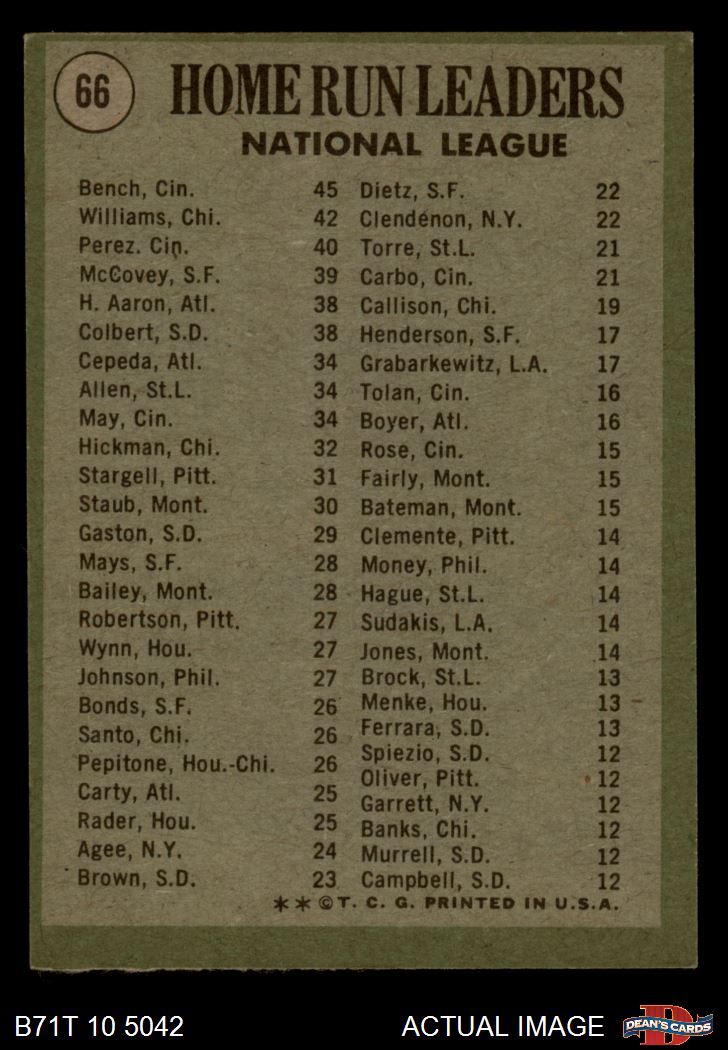 66
HOME RUN LEADERS
NATIONAL LEAGUE
Bench, Cin. 45
Williams, Chi. 42
Perez. Cin. 40
McCovey, S.F. 39
H. Aaron, Atl. 38
Colbert, S.D. 38
Cepeda, Atl. 34
Allen, St.L. 34
May, Cin. 34
Hickman, Chi. 32
Stargell, Pitt. 31
Staub, Mont. 30
Gaston, S.D. 29
Mays, S.F. 28
Bailey, Mont. 28
Robertson, Pitt. 27
Wynn, Hou. 27
Johnson, Phil. 27
Bonds, S.F. 26
Santo, Chi. 26
Pepitone, Hou.-Chi. 26
Carty, Atl. 25
Rader, Hou. 25
Agee, N.Y. 24
Brown, S.D. 23
Dietz, S.F. 22
Clendenon, N.Y. 22
Torre, St.L. 21
Carbo, Cin. 21
Callison, Chi. 19
Henderson, S.F. 17
Grabarkewitz, L.A. 17
Tolan, Cin. 16
Boyer, Atl. 16
Rose, Cin. 15
Fairly, Mont. 15
Bateman, Mont. 15
Clemente, Pitt. 14
Money, Phil. 14
Hague, St.L. 14
Sudakis, L.A. 14
Jones, Mont. 14
Brock, St.L. 13
Menke, Hou. 13
Ferrara, S.D. 13
Spiezio, S.D. 12
Oliver, Pitt. 12
Garrett, N.Y. 12
Banks, Chi. 12
Murrell, S.D. 12
Campbell, S.D. 12
**©T. C. G. PRINTED IN U.S.A.
B71T 10 5042
ACTUAL IMAGE
D
DEAN'S CARDS